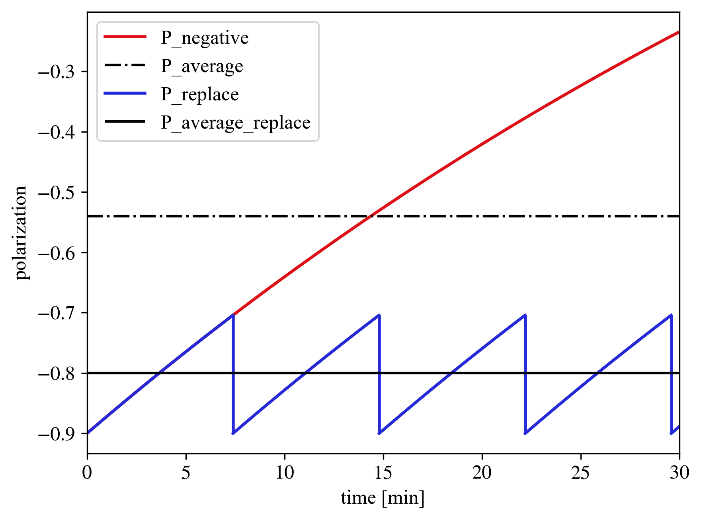 P_negative
P_average
P_replace
P_average_replace
−0.3
−0.4
−0.5
−0.6
−0.7
−0.8
−0.9
polarization
0 5 10 15 20 25 30
time [min]